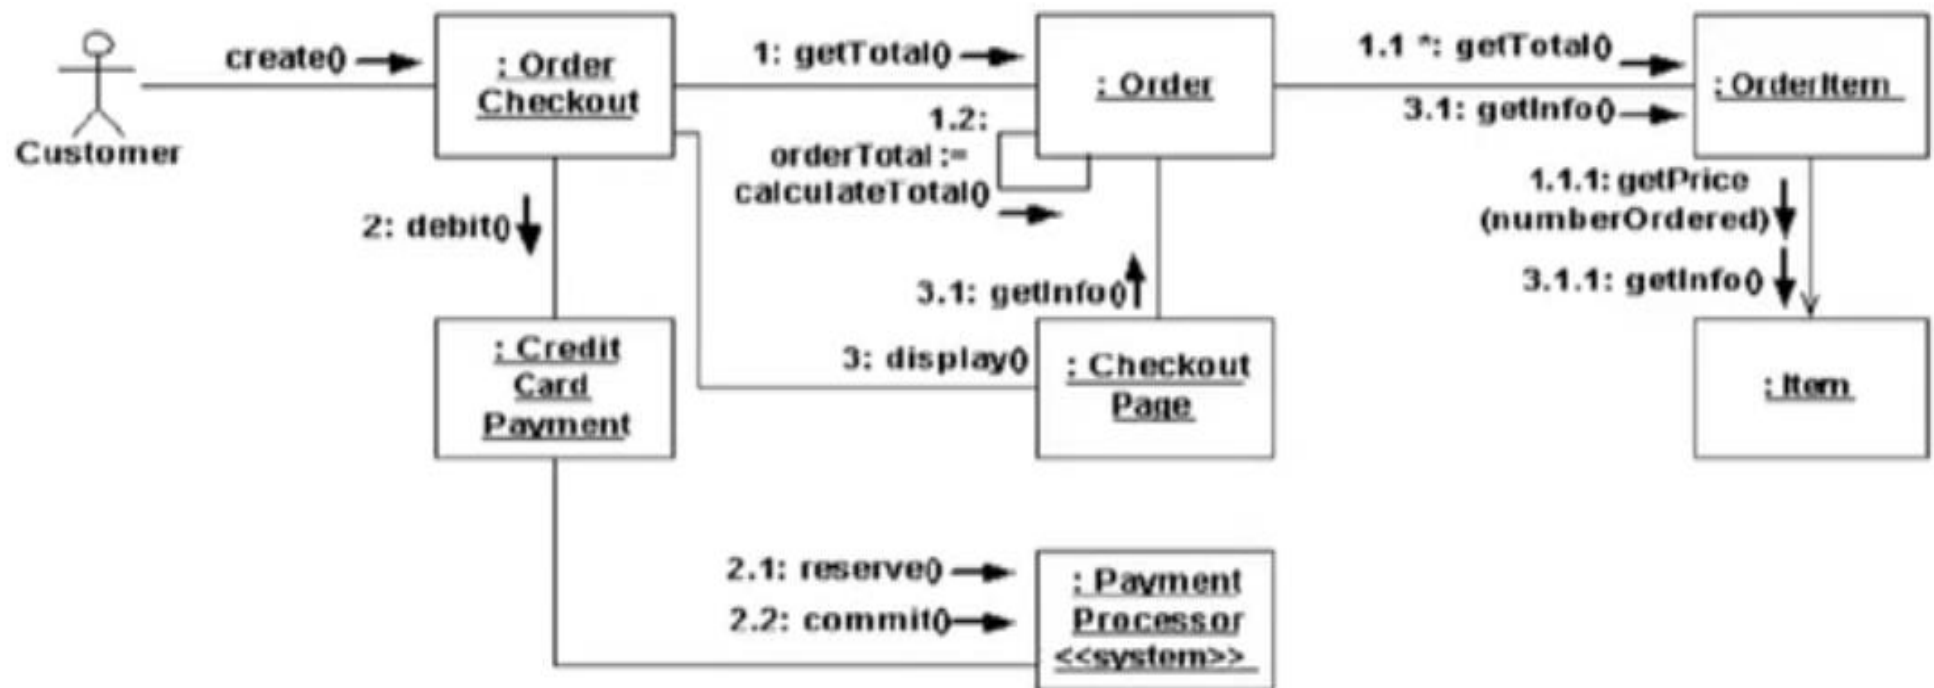 create()
: Order
Checkout
1: getTotal()
: Order
1.1 *: getTotal()
: OrderItem
3.1: getInfo()
Customer
1.2:
orderTotal :=
calculateTotal()
1.1.1: getPrice
(numberOrdered)
2: debit()
3.1: getInfo()
3.1.1: getInfo()
: Credit
Card
Payment
3: display()
: Checkout
Page
: Item
2.1: reserve()
2.2: commit()
: Payment
Processor
<<system>>